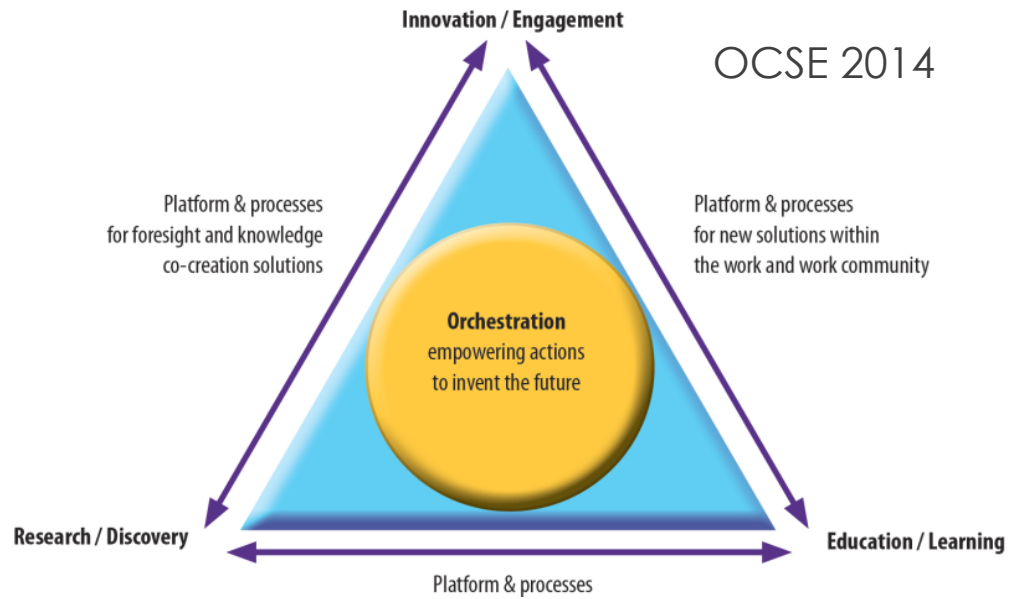 Innovation / Engagement
OCSE 2014
Platform & processes
for foresight and knowledge
co-creation solutions
Platform & processes
for new solutions within
the work and work community
Orchestration
empowering actions
to invent the future
Research / Discovery
Education / Learning
Platform & processes